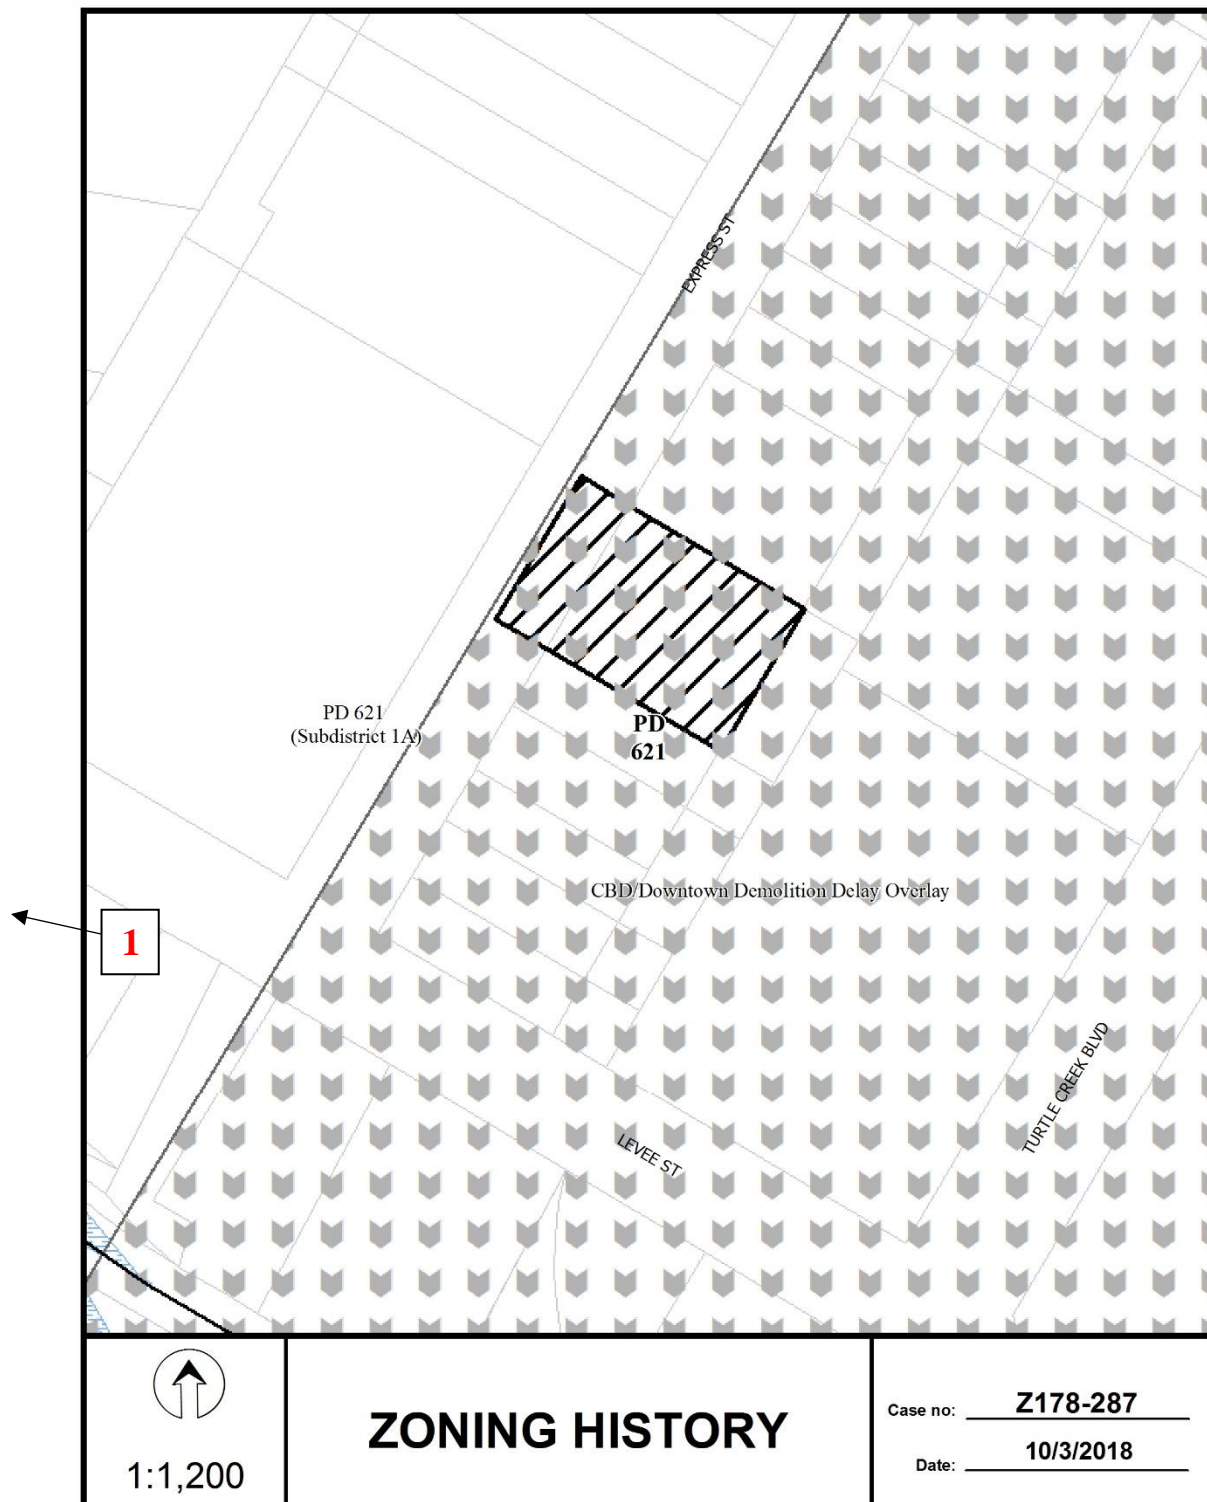 EXPRESS ST
PD 621
(Subdistrict 1A)
PD
621
CBD/Downtown Demolition Delay Overlay
1
TURTLE CREEK BLVD
LEVEE ST
1:1,200
ZONING HISTORY
Case no: Z178-287
Date: 10/3/2018